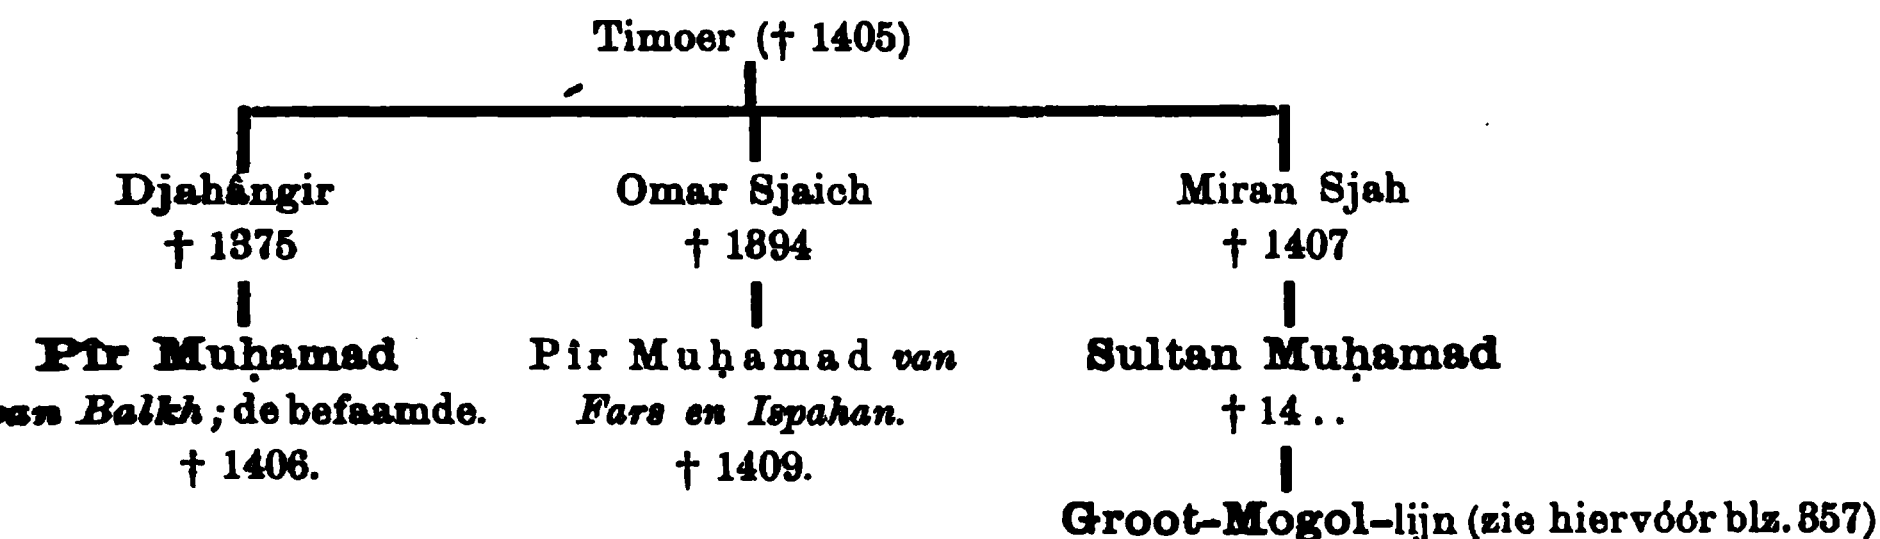 Timoer († 1405)
Djahângir Omar Sjaich Miran Sjah
† 1375 † 1394 † 1407
Pîr Muḥamad Pîr Muḥamad van Sultan Muḥamad
van Balkh; de befaamde. Fars en Ispahan. † 14 . .
† 1406. † 1409.
Groot-Mogol-lijn (zie hiervóór blz. 357)